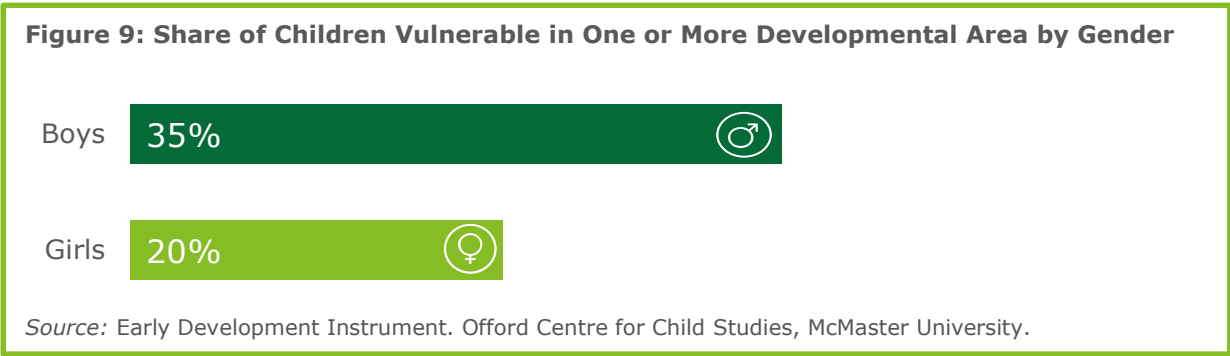 Figure 9: Share of Children Vulnerable in One or More Developmental Area by Gender
Boys 35%
Girls 20%
Source: Early Development Instrument. Offord Centre for Child Studies, McMaster University.